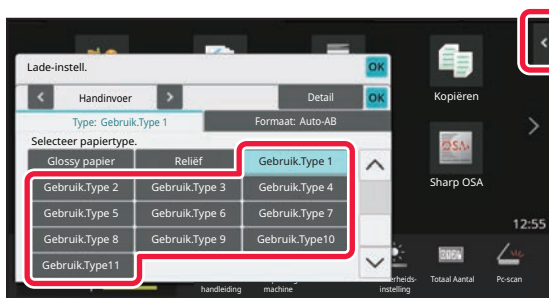 Lade-instell.
OK
Handinvoer
Detail
OK
Type: Gebruik.Type 1
Formaat: Auto-AB
Selecteer papiertype.
Glossy papier
Reliëf
Gebruik.Type 1
Gebruik.Type 2
Gebruik.Type 3
Gebruik.Type 4
Gebruik.Type 5
Gebruik.Type 6
Gebruik.Type 7
Gebruik.Type 8
Gebruik.Type 9
Gebruik.Type10
Gebruik.Type11
Kopiëren
OSA
Sharp OSA
12:55
handleiding
machine
instelling
Totaal Aantal
Pc-scan